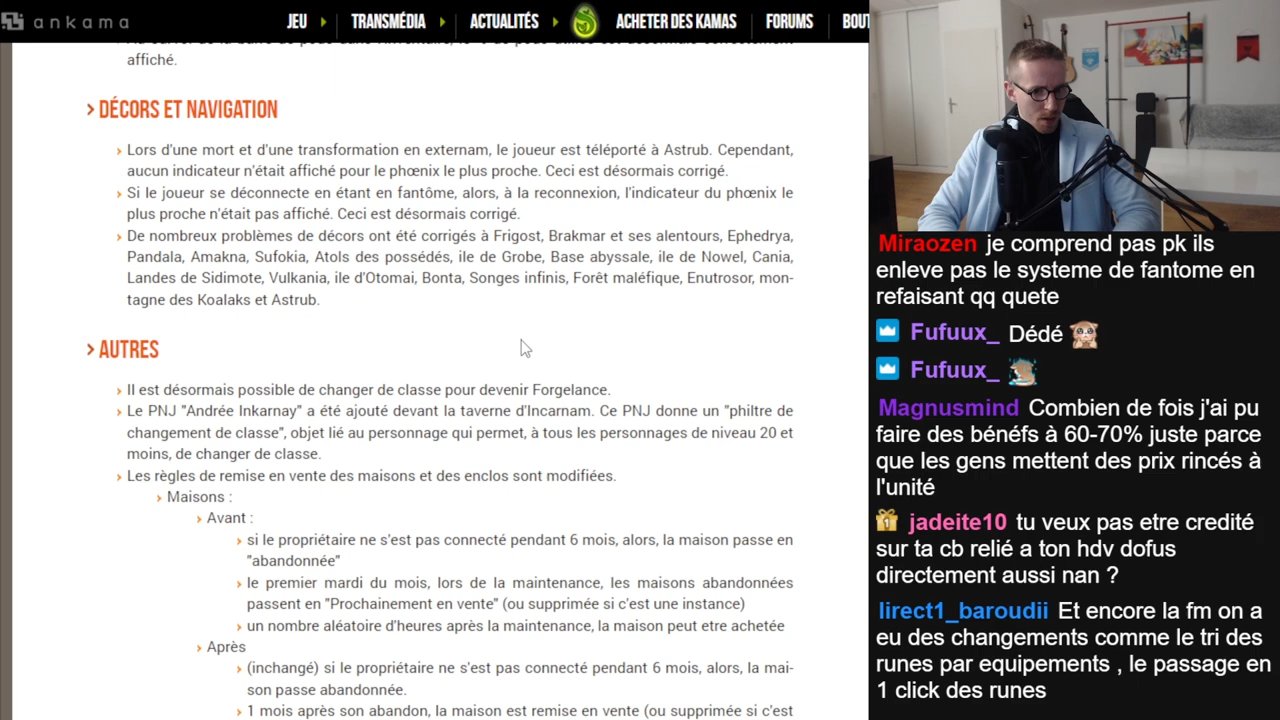 ankama
JEU
TRANSMÉDIA
ACTUALITÉS
ACHETER DES KAMAS
FORUMS
BOUT
affiché.
> DÉCORS ET NAVIGATION
Lors d'une mort et d'une transformation en externam, le joueur est téléporté à Astrub. Cependant,
aucun indicateur n'était affiché pour le phœnix le plus proche. Ceci est désormais corrigé.
Si le joueur se déconnecte en étant en fantôme, alors, à la reconnexion, l'indicateur du phœnix le
plus proche n'était pas affiché. Ceci est désormais corrigé.
De nombreux problèmes de décors ont été corrigés à Frigost, Brakmar et ses alentours, Ephedrya,
Pandala, Amakna, Sufokia, Atols des possédés, ile de Grobe, Base abyssale, ile de Nowel, Cania,
Landes de Sidimote, Vulkania, ile d'Otomai, Bonta, Songes infinis, Forêt maléfique, Enutrosor, mon-
tagne des Koalaks et Astrub.
> AUTRES
Il est désormais possible de changer de classe pour devenir Forgelance.
Le PNJ "Andrée Inkarnay" a été ajouté devant la taverne d'Incarnam. Ce PNJ donne un "philtre de
changement de classe", objet lié au personnage qui permet, à tous les personnages de niveau 20 et
moins, de changer de classe.
Les règles de remise en vente des maisons et des enclos sont modifiées.
Maisons :
Avant :
si le propriétaire ne s'est pas connecté pendant 6 mois, alors, la maison passe en
"abandonnée"
le premier mardi du mois, lors de la maintenance, les maisons abandonnées
passent en "Prochainement en vente" (ou supprimée si c'est une instance)
un nombre aléatoire d'heures après la maintenance, la maison peut etre achetée
Après
(inchangé) si le propriétaire ne s'est pas connecté pendant 6 mois, alors, la mai-
son passe abandonnée.
1 mois après son abandon, la maison est remise en vente (ou supprimée si c'est
Miraozen je comprend pas pk ils
enleve pas le systeme de fantome en
refaisant qq quete
Fufuux_ Dédé
Fufuux_
Magnusmind Combien de fois j'ai pu
faire des bénéfs à 60-70% juste parce
que les gens mettent des prix rincés à
l'unité
jadeite10 tu veux pas etre credité
sur ta cb relié a ton hdv dofus
directement aussi nan ?
lirect1_baroudii Et encore la fm on a
eu des changements comme le tri des
runes par equipements , le passage en
1 click des runes